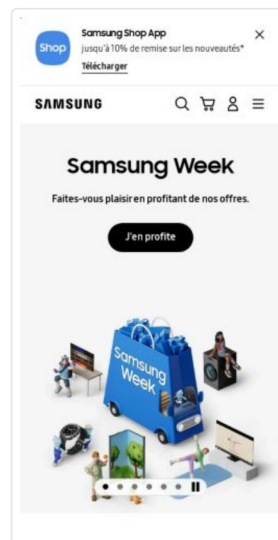 Samsung Shop App
Shop
jusqu'à 10% de remise sur les nouveautés*
Télécharger
SAMSUNG
Samsung Week
Faites-vous plaisir en profitant de nos offres.
J'en profite
Samsung
Week